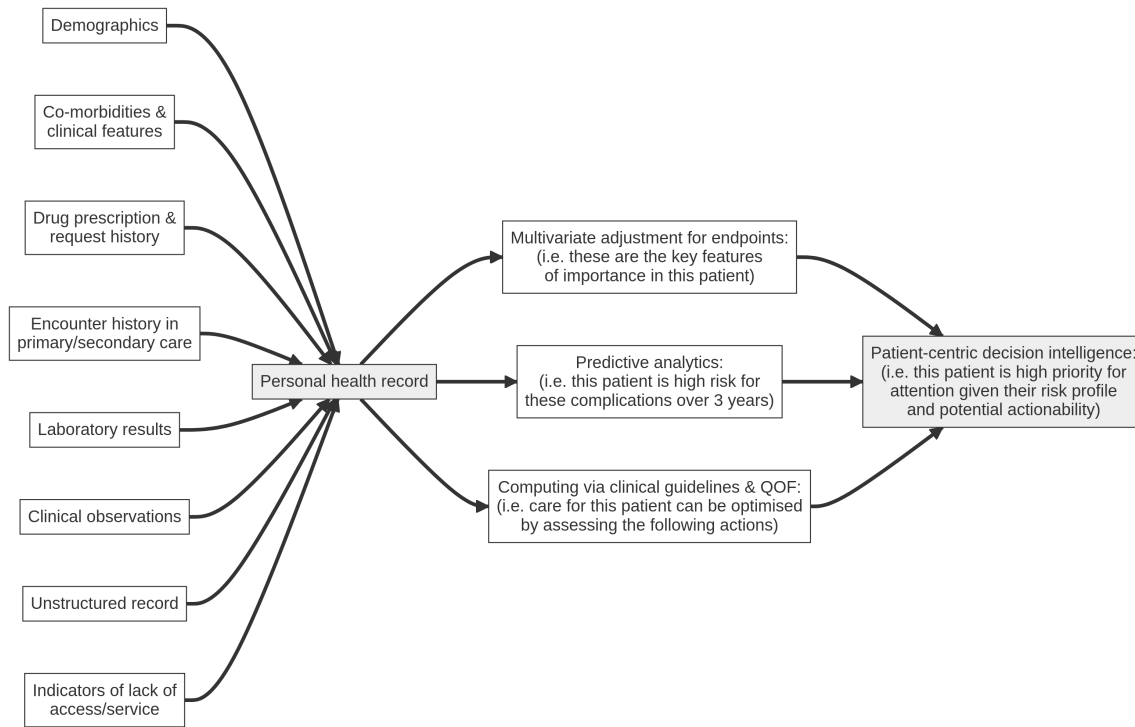 Demographics
Co-morbidities &
clinical features
Drug prescription &
request history
Encounter history in
primary/secondary care
Laboratory results
Clinical observations
Unstructured record
Indicators of lack of
access/service
Personal health record
Multivariate adjustment for endpoints:
(i.e. these are the key features
of importance in this patient)
Predictive analytics:
(i.e. this patient is high risk for
these complications over 3 years)
Computing via clinical guidelines & QOF:
(i.e. care for this patient can be optimised
by assessing the following actions)
Patient-centric decision intelligence:
(i.e. this patient is high priority for
attention given their risk profile
and potential actionability)